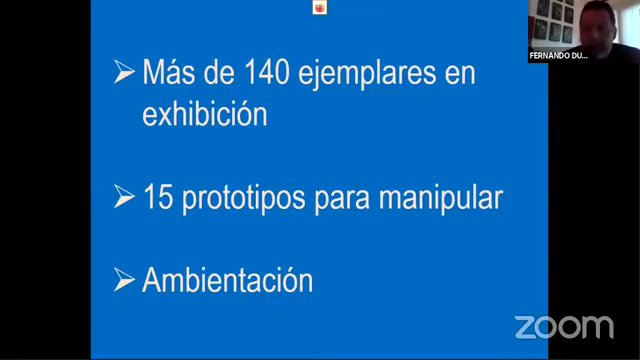 FERNANDO DU...
➢ Más de 140 ejemplares en
exhibición
➢ 15 prototipos para manipular
➢ Ambientación
zoom